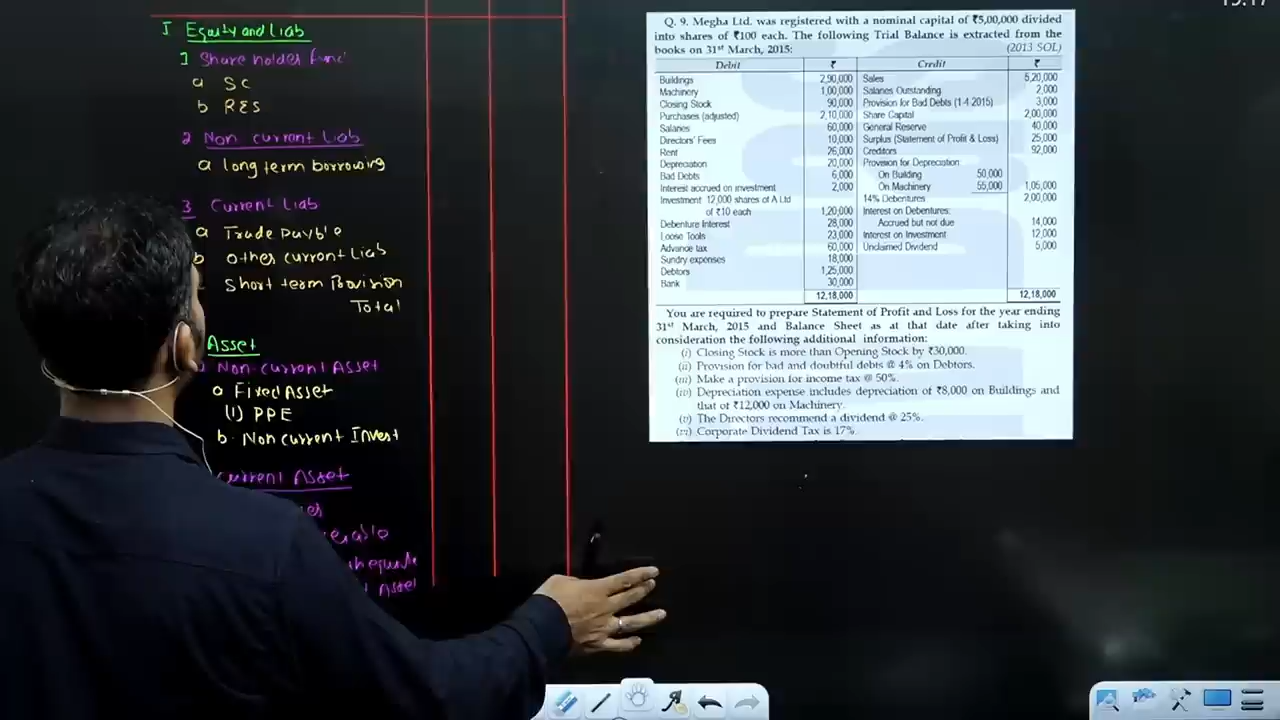 I Equity and Liab
] Share holder func
a SC
b RES
2 Non current Liab
a long term borrowing
3 Current Liab
a Trade payble
b other current Liab
short term Provision
Total
Asset
Non-current Asset
a Fixed Asset
(1) PPE
b. Non current Invest
current Asset
Asset
Q. 9. Megha Ltd. was registered with a nominal capital of ₹5,00,000 divided
into shares of ₹100 each. The following Trial Balance is extracted from the
books on 31st March, 2015: (2013 SOL)
Debit ₹ Credit ₹
Buildings 2,90,000 Sales 5,20,000
Machinery 1,00,000 Salaries Outstanding 2,000
Closing Stock 90,000 Provision for Bad Debts (1-4-2015) 3,000
Purchases (adjusted) 2,10,000 Share Capital 2,00,000
Salaries 60,000 General Reserve 40,000
Directors' Fees 10,000 Surplus (Statement of Profit & Loss) 25,000
Rent 26,000 Creditors 92,000
Depreciation 20,000 Provision for Depreciation:
Bad Debts 6,000 On Building 50,000
Interest accrued on investment 2,000 On Machinery 55,000 1,05,000
Investment 12,000 shares of A Ltd 14% Debentures 2,00,000
of ₹10 each 1,20,000 Interest on Debentures:
Debenture Interest 28,000 Accrued but not due 14,000
Loose Tools 23,000 Interest on Investment 12,000
Advance tax 60,000 Unclaimed Dividend 5,000
Sundry expenses 18,000
Debtors 1,25,000
Bank 30,000
12,18,000 12,18,000
You are required to prepare Statement of Profit and Loss for the year ending
31st March, 2015 and Balance Sheet as at that date after taking into
consideration the following additional information:
(i) Closing Stock is more than Opening Stock by ₹30,000.
(ii) Provision for bad and doubtful debts @ 4% on Debtors.
(iii) Make a provision for income tax @ 50%.
(iv) Depreciation expense includes depreciation of ₹8,000 on Buildings and
that of ₹12,000 on Machinery.
(v) The Directors recommend a dividend @ 25%.
(vi) Corporate Dividend Tax is 17%.